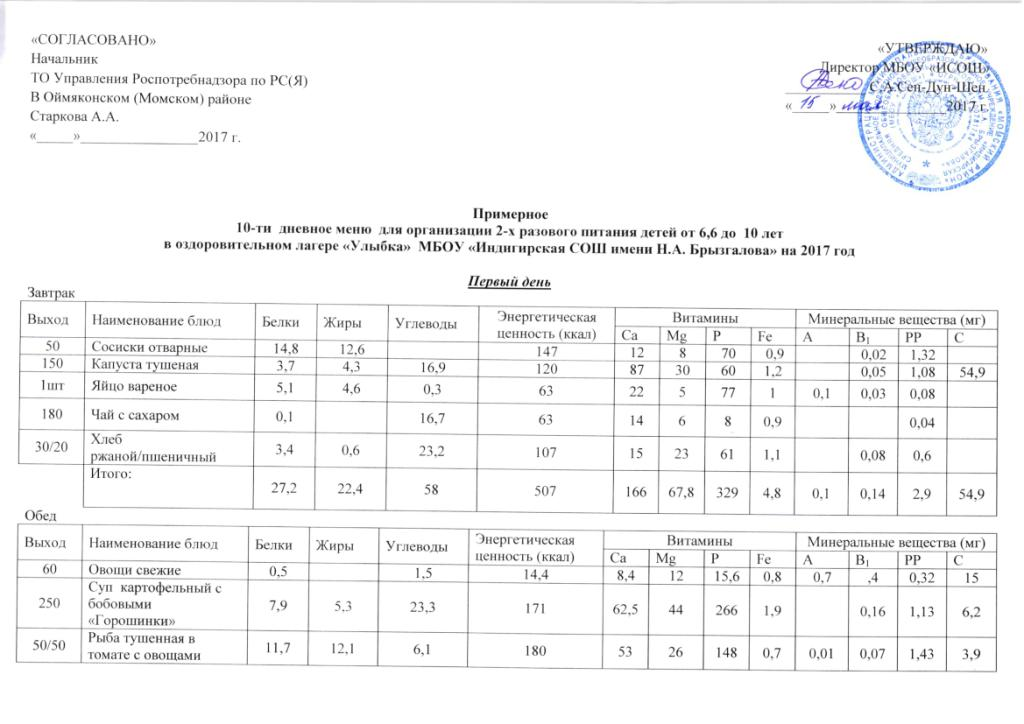 «СОГЛАСОВАНО»
Начальник
ТО Управления Роспотребнадзора по РС(Я)
В Оймяконском (Момском) районе
Старкова А.А.
«_____»________________2017 г.
«УТВЕРЖДАЮ»
Директор МБОУ «ИСОШ»
С.А.Сен-Дун-Шен
« 15 » мая 2017 г.
Примерное
10-ти дневное меню для организации 2-х разового питания детей от 6,6 до 10 лет
в оздоровительном лагере «Улыбка» МБОУ «Индигирская СОШ имени Н.А. Брызгалова» на 2017 год
Первый день
Завтрак
Выход Наименование блюд Белки Жиры Углеводы Энергетическая ценность (ккал) Витамины Минеральные вещества (мг)
Ca Mg P Fe A B₁ PP C
50 Сосиски отварные 14,8 12,6 147 12 8 70 0,9 0,02 1,32
150 Капуста тушеная 3,7 4,3 16,9 120 87 30 60 1,2 0,05 1,08 54,9
1шт Яйцо вареное 5,1 4,6 0,3 63 22 5 77 1 0,1 0,03 0,08
180 Чай с сахаром 0,1 16,7 63 14 6 8 0,9 0,04
30/20 Хлеб
ржаной/пшеничный 3,4 0,6 23,2 107 15 23 61 1,1 0,08 0,6
Итого:
27,2 22,4 58 507 166 67,8 329 4,8 0,1 0,14 2,9 54,9
Обед
Выход Наименование блюд Белки Жиры Углеводы Энергетическая ценность (ккал) Витамины Минеральные вещества (мг)
Ca Mg P Fe A B₁ PP C
60 Овощи свежие 0,5 1,5 14,4 8,4 12 15,6 0,8 0,7 ,4 0,32 15
250 Суп картофельный с
бобовыми
«Горошинки» 7,9 5,3 23,3 171 62,5 44 266 1,9 0,16 1,13 6,2
50/50 Рыба тушенная в
томате с овощами 11,7 12,1 6,1 180 53 26 148 0,7 0,01 0,07 1,43 3,9